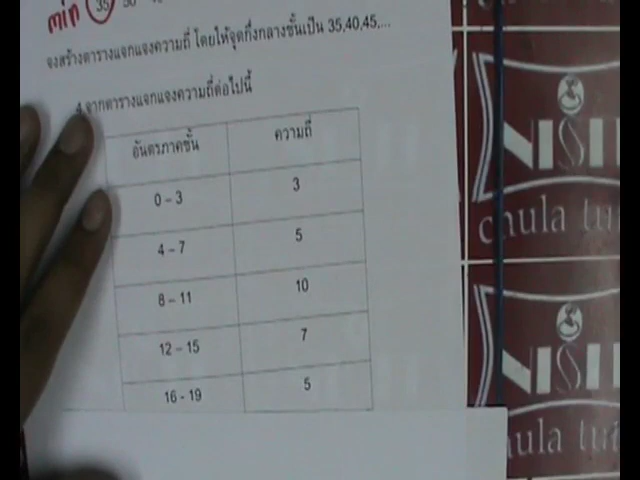 min 35
จงสร้างตารางแจกแจงความถี่ โดยให้จุดกึ่งกลางชั้นเป็น 35,40,45,...
4.จากตารางแจกแจงความถี่ต่อไปนี้
อันตรภาคชั้น ความถี่
0 – 3 3
4 – 7 5
8 – 11 10
12 – 15 7
16 - 19 5
NISIT
chula tu
NISIT
hula tu